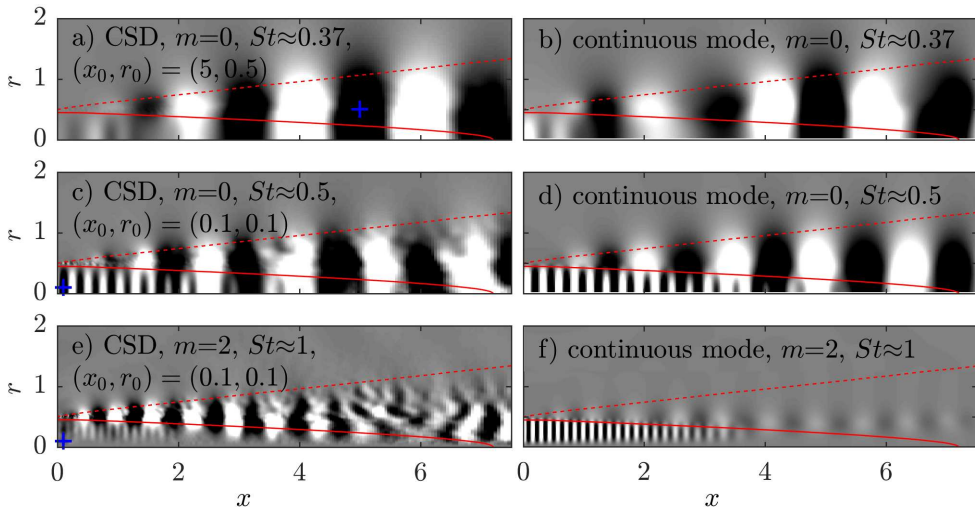 2
a) CSD, m=0, St≈0.37,
(x₀, r₀) = (5, 0.5)
r
1
0
b) continuous mode, m=0, St≈0.37
2
c) CSD, m=0, St≈0.5,
(x₀, r₀) = (0.1, 0.1)
r
1
0
d) continuous mode, m=0, St≈0.5
2
e) CSD, m=2, St≈1,
(x₀, r₀) = (0.1, 0.1)
r
1
0
f) continuous mode, m=2, St≈1
0 2 4 6
x
0 2 4 6
x